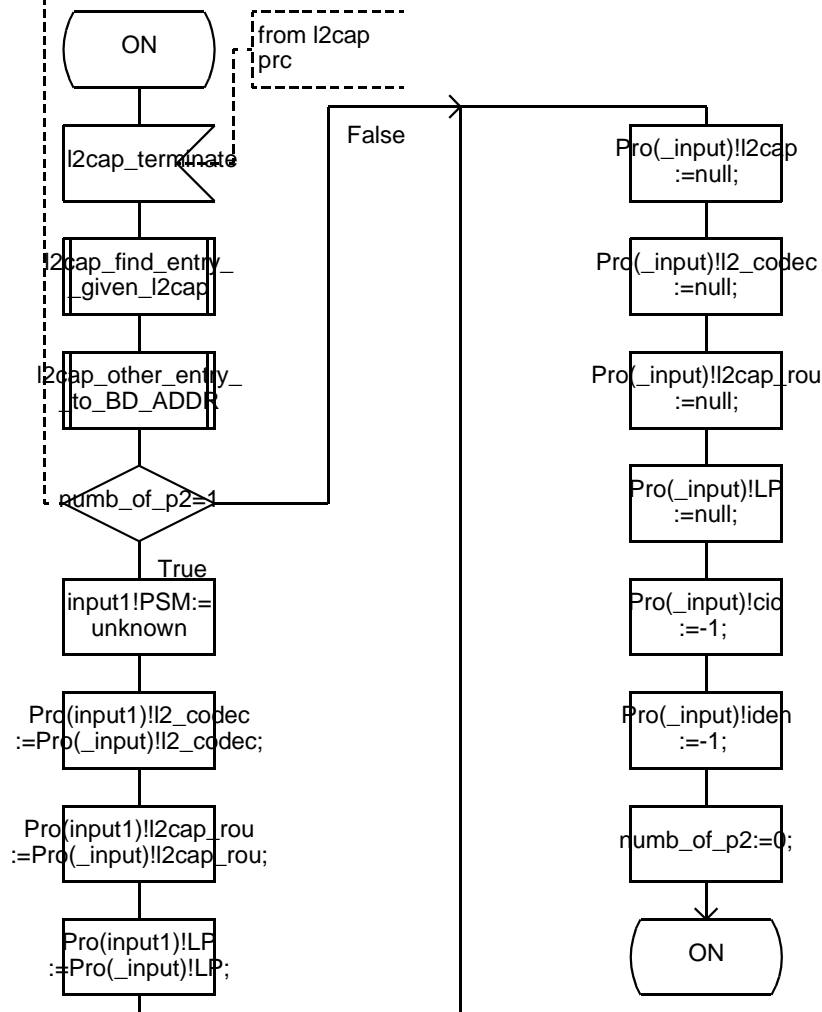 ON
from l2cap
prc
l2cap_terminate
l2cap_find_entry_
_given_l2cap
l2cap_other_entry_
_to_BD_ADDR
numb_of_p2=1
False
True
input1!PSM:=
unknown
Pro(input1)!l2_codec
:=Pro(_input)!l2_codec;
Pro(input1)!l2cap_rou
:=Pro(_input)!l2cap_rou;
Pro(input1)!LP
:=Pro(_input)!LP;
Pro(_input)!l2cap
:=null;
Pro(_input)!l2_codec
:=null;
Pro(_input)!l2cap_rou
:=null;
Pro(_input)!LP
:=null;
Pro(_input)!cid
:=-1;
Pro(_input)!iden
:=-1;
numb_of_p2:=0;
ON